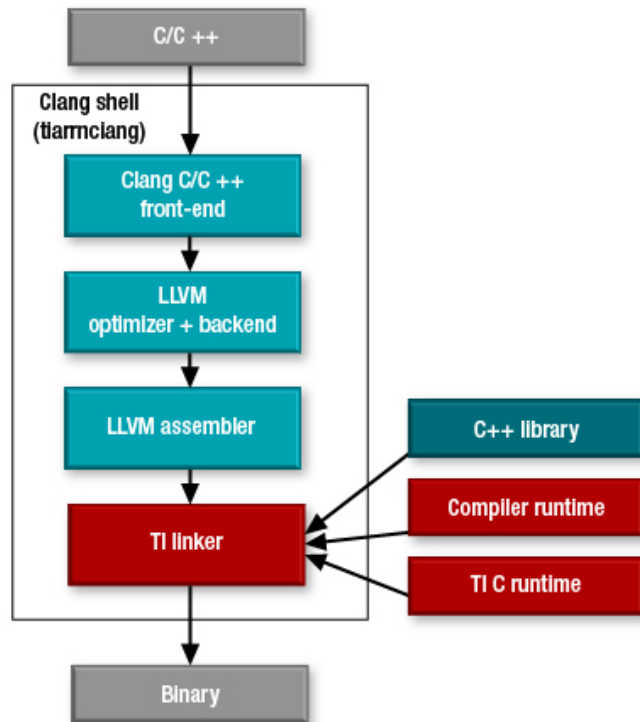 C/C ++
Clang shell
(tiarmclang)
Clang C/C ++
front-end
LLVM
optimizer + backend
LLVM assembler
C++ library
Compiler runtime
TI linker
TI C runtime
Binary